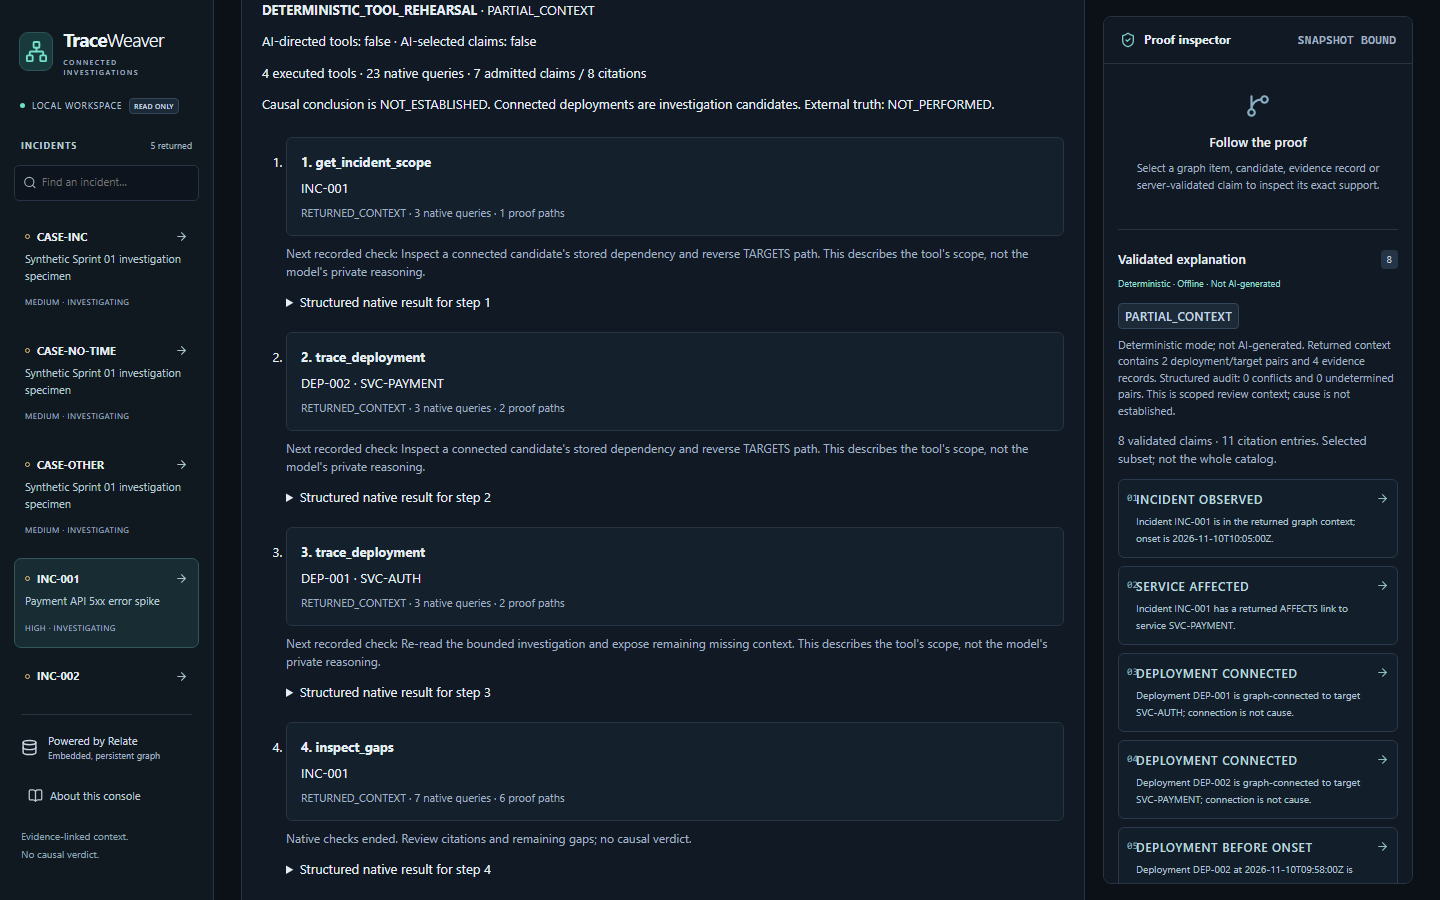 TraceWeaver
CONNECTED
INVESTIGATIONS
LOCAL WORKSPACE READ ONLY
INCIDENTS 5 returned
Find an incident...
CASE-INC
Synthetic Sprint 01 investigation
specimen
MEDIUM · INVESTIGATING
CASE-NO-TIME
Synthetic Sprint 01 investigation
specimen
MEDIUM · INVESTIGATING
CASE-OTHER
Synthetic Sprint 01 investigation
specimen
MEDIUM · INVESTIGATING
INC-001
Payment API 5xx error spike
HIGH · INVESTIGATING
INC-002
Powered by Relate
Embedded, persistent graph
About this console
Evidence-linked context.
No causal verdict.
DETERMINISTIC_TOOL_REHEARSAL · PARTIAL_CONTEXT
AI-directed tools: false · AI-selected claims: false
4 executed tools · 23 native queries · 7 admitted claims / 8 citations
Causal conclusion is NOT_ESTABLISHED. Connected deployments are investigation candidates. External truth: NOT_PERFORMED.
1. 1. get_incident_scope
INC-001
RETURNED_CONTEXT · 3 native queries · 1 proof paths
Next recorded check: Inspect a connected candidate's stored dependency and reverse TARGETS path. This describes the tool's scope, not the
model's private reasoning.
Structured native result for step 1
2. 2. trace_deployment
DEP-002 · SVC-PAYMENT
RETURNED_CONTEXT · 3 native queries · 2 proof paths
Next recorded check: Inspect a connected candidate's stored dependency and reverse TARGETS path. This describes the tool's scope, not the
model's private reasoning.
Structured native result for step 2
3. 3. trace_deployment
DEP-001 · SVC-AUTH
RETURNED_CONTEXT · 3 native queries · 2 proof paths
Next recorded check: Re-read the bounded investigation and expose remaining missing context. This describes the tool's scope, not the model's
private reasoning.
Structured native result for step 3
4. 4. inspect_gaps
INC-001
RETURNED_CONTEXT · 7 native queries · 6 proof paths
Native checks ended. Review citations and remaining gaps; no causal verdict.
Structured native result for step 4
Proof inspector SNAPSHOT BOUND
Follow the proof
Select a graph item, candidate, evidence record or
server-validated claim to inspect its exact support.
Validated explanation 8
Deterministic · Offline · Not AI-generated
PARTIAL_CONTEXT
Deterministic mode; not AI-generated. Returned context
contains 2 deployment/target pairs and 4 evidence
records. Structured audit: 0 conflicts and 0 undetermined
pairs. This is scoped review context; cause is not
established.
8 validated claims · 11 citation entries. Selected
subset; not the whole catalog.
01 INCIDENT OBSERVED
Incident INC-001 is in the returned graph context;
onset is 2026-11-10T10:05:00Z.
02 SERVICE AFFECTED
Incident INC-001 has a returned AFFECTS link to
service SVC-PAYMENT.
03 DEPLOYMENT CONNECTED
Deployment DEP-001 is graph-connected to target
SVC-AUTH; connection is not cause.
04 DEPLOYMENT CONNECTED
Deployment DEP-002 is graph-connected to target
SVC-PAYMENT; connection is not cause.
05 DEPLOYMENT BEFORE ONSET
Deployment DEP-002 at 2026-11-10T09:58:00Z is